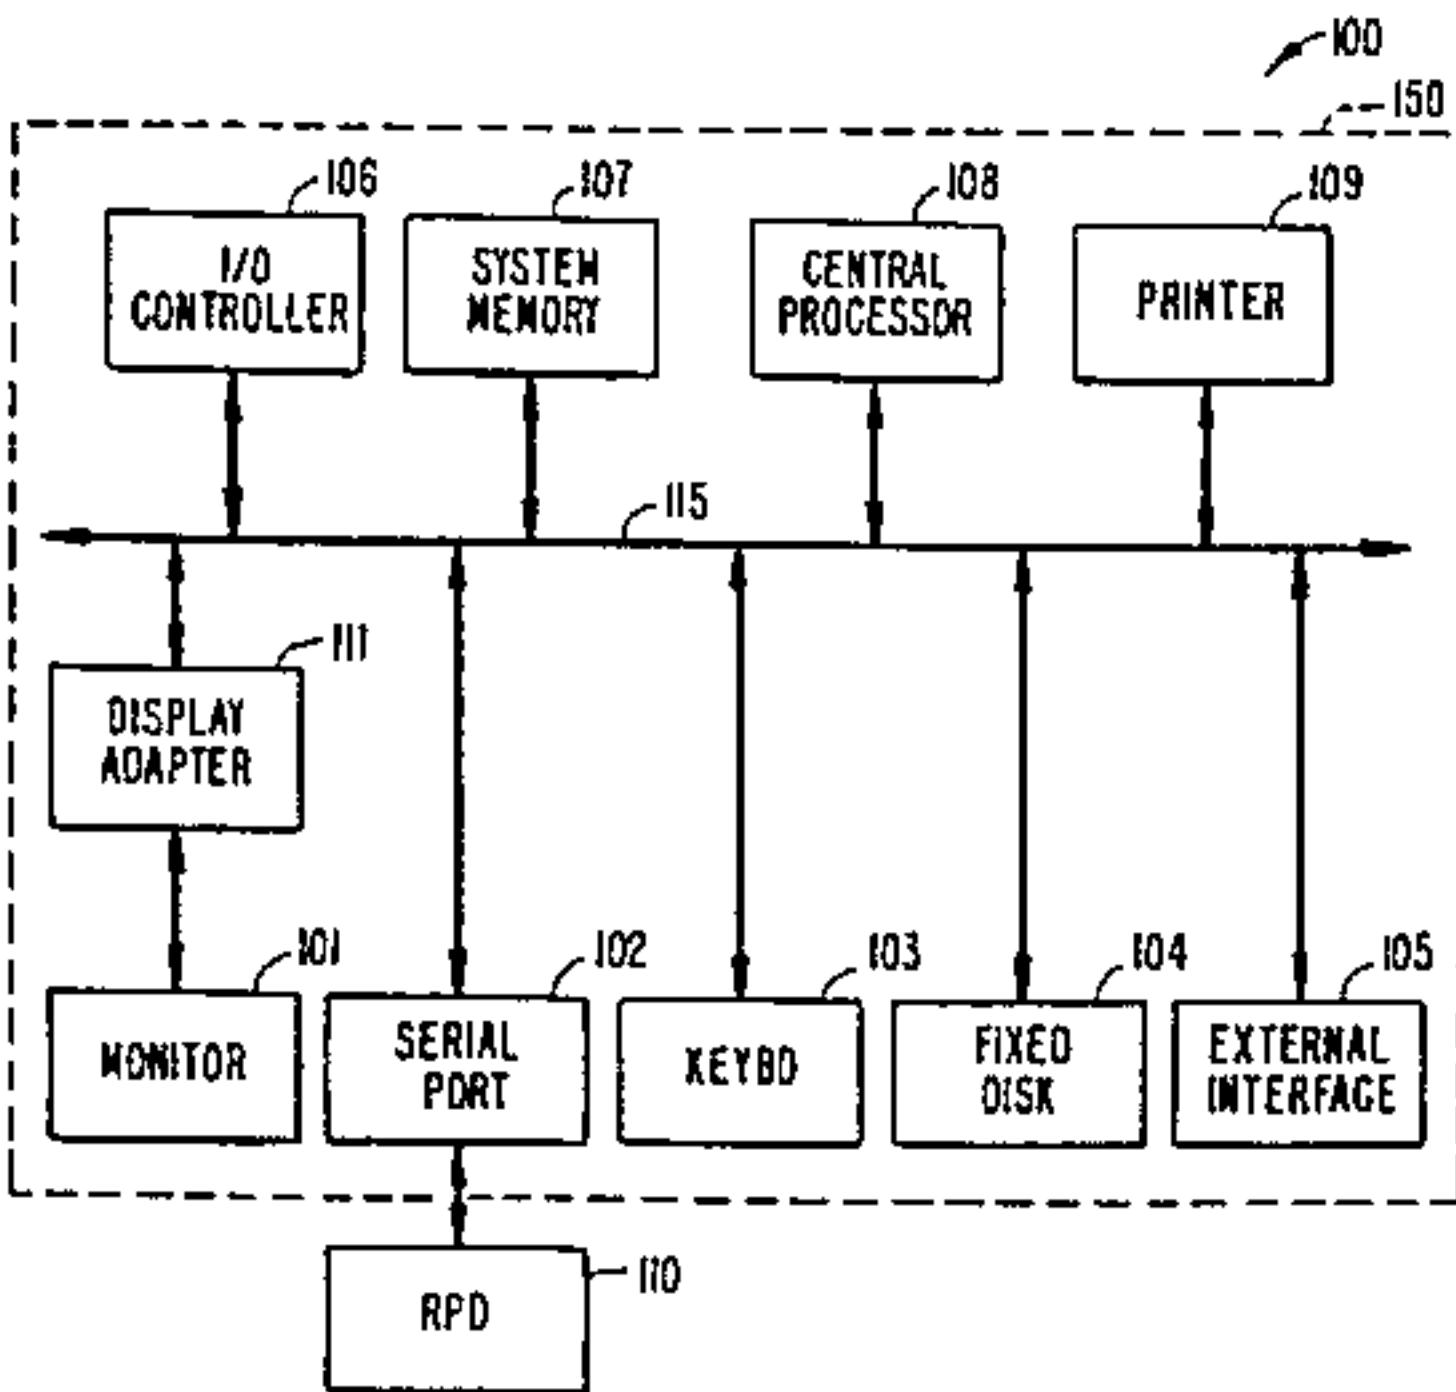 100
150
106
107
108
109
I/O
CONTROLLER
SYSTEM
MEMORY
CENTRAL
PROCESSOR
PRINTER
115
111
DISPLAY
ADAPTER
101
102
103
104
105
MONITOR
SERIAL
PORT
KEYBD
FIXED
DISK
EXTERNAL
INTERFACE
110
RPD